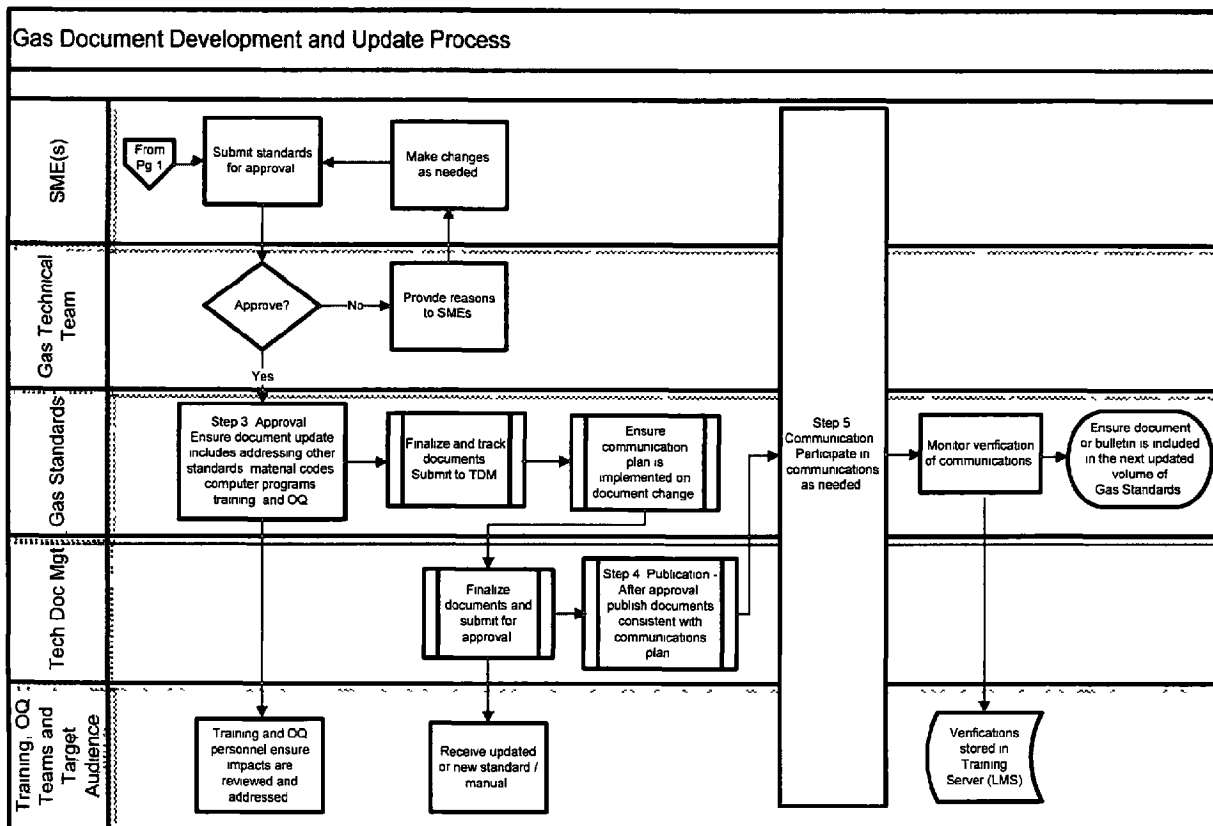 Gas Document Development and Update Process
SME(s)
From
Pg 1
Submit standards
for approval
Make changes
as needed
Gas Technical
Team
Approve?
No
Provide reasons
to SMEs
Yes
Gas Standards
Step 3 Approval
Ensure document update
includes addressing other
standards material codes
computer programs
training and OQ
Finalize and track
documents
Submit to TDM
Ensure
communication
plan is
implemented on
document change
Step 5
Communication
Participate in
communications
as needed
Monitor verification
of communications
Ensure document
or bulletin is included
in the next updated
volume of
Gas Standards
Tech Doc Mgt
Finalize
documents and
submit for
approval
Step 4 Publication -
After approval
publish documents
consistent with
communications
plan
Training, OQ
Teams and
Target
Audience
Training and OQ
personnel ensure
impacts are
reviewed and
addressed
Receive updated
or new standard /
manual
Verifications
stored in
Training
Server (LMS)